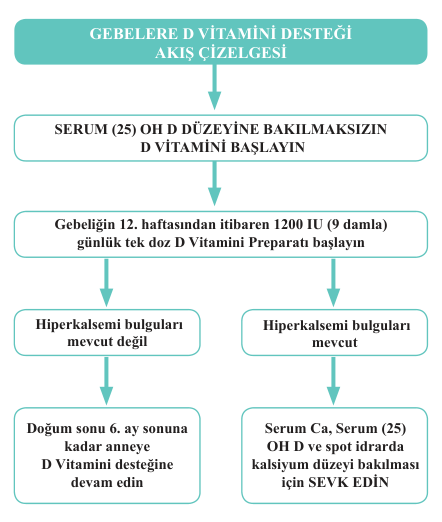 GEBELERE D VİTAMİNİ DESTEĞİ
AKIŞ ÇİZELGESİ
SERUM (25) OH D DÜZEYİNE BAKILMAKSIZIN
D VİTAMİNİ BAŞLAYIN
Gebeliğin 12. haftasından itibaren 1200 IU (9 damla)
günlük tek doz D Vitamini Preparatı başlayın
Hiperkalsemi bulguları
mevcut değil
Hiperkalsemi bulguları
mevcut
Doğum sonu 6. ay sonuna
kadar anneye
D Vitamini desteğine
devam edin
Serum Ca, Serum (25)
OH D ve spot idrarda
kalsiyum düzeyi bakılması
için SEVK EDİN